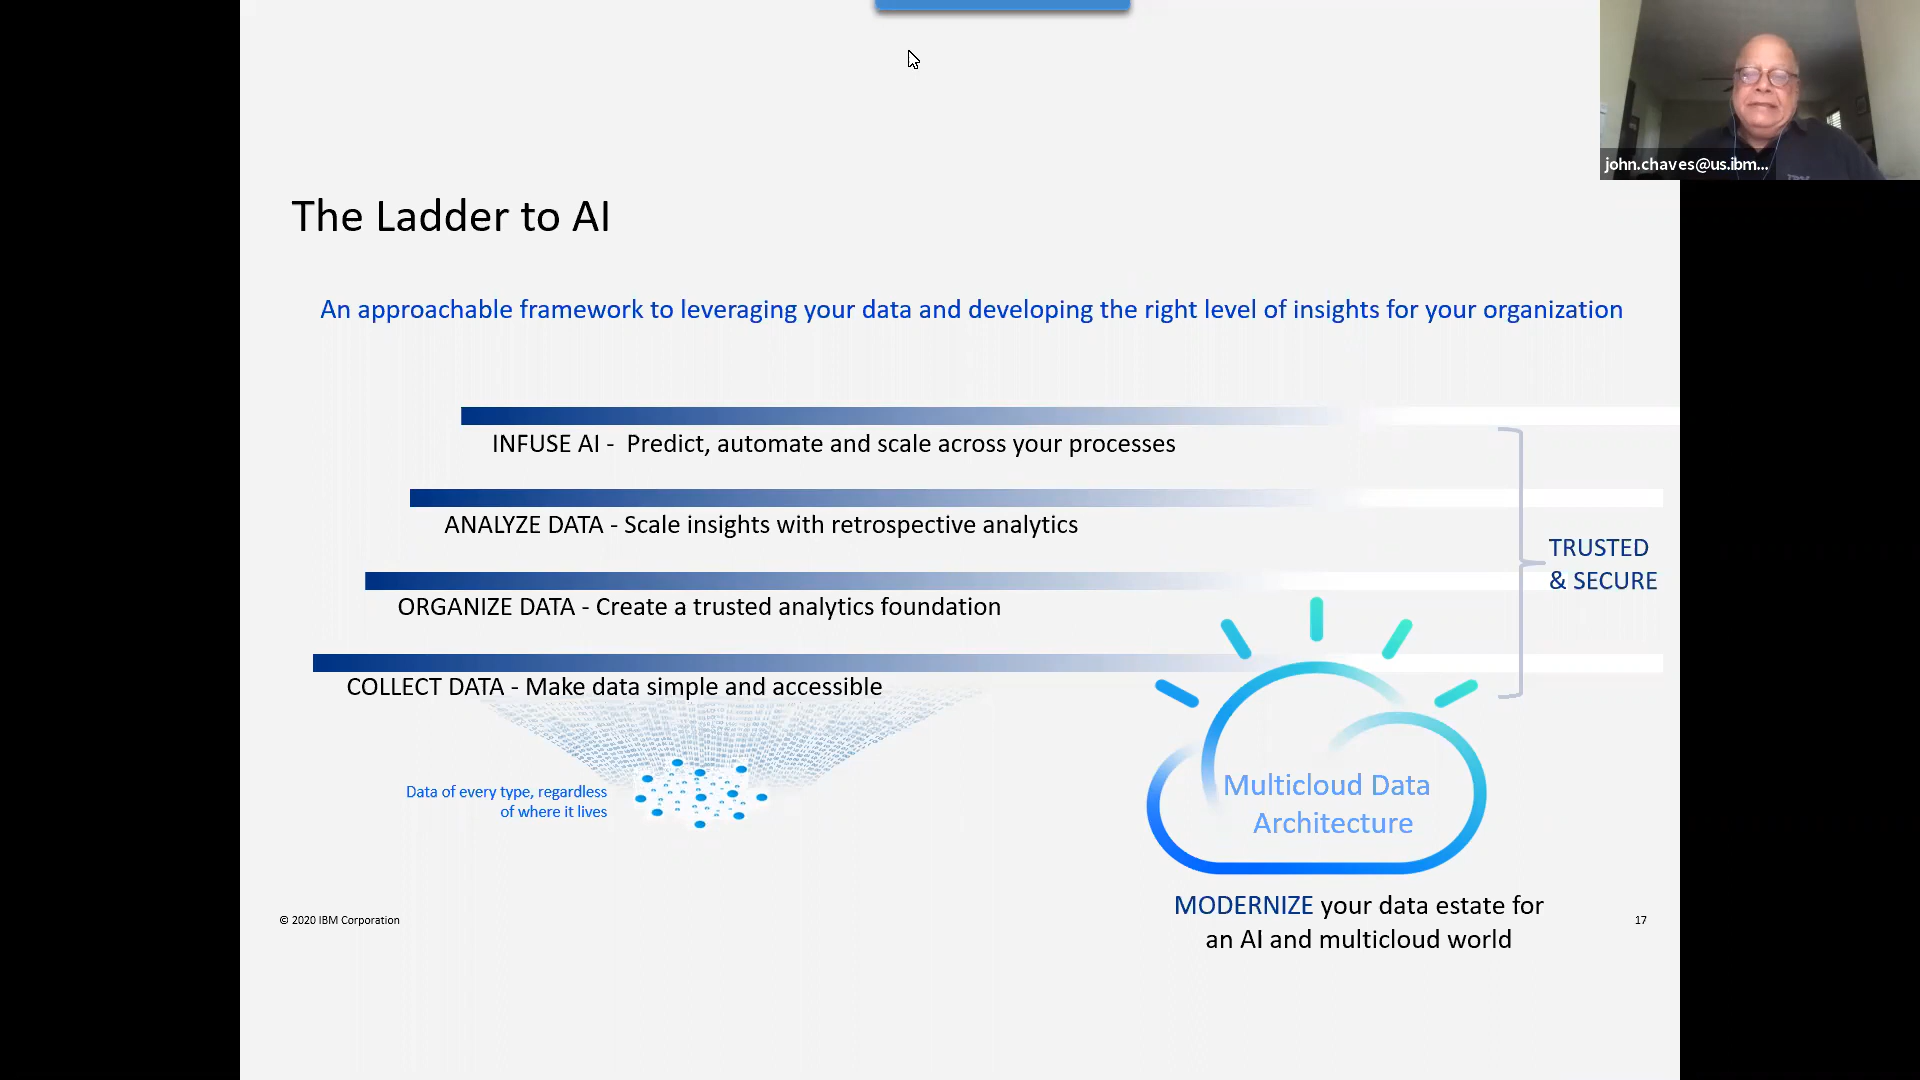 john.chaves@us.ibm...
The Ladder to AI
An approachable framework to leveraging your data and developing the right level of insights for your organization
INFUSE AI - Predict, automate and scale across your processes
ANALYZE DATA - Scale insights with retrospective analytics
TRUSTED
& SECURE
ORGANIZE DATA - Create a trusted analytics foundation
COLLECT DATA - Make data simple and accessible
Data of every type, regardless
of where it lives
Multicloud Data
Architecture
MODERNIZE your data estate for
an AI and multicloud world
© 2020 IBM Corporation
17